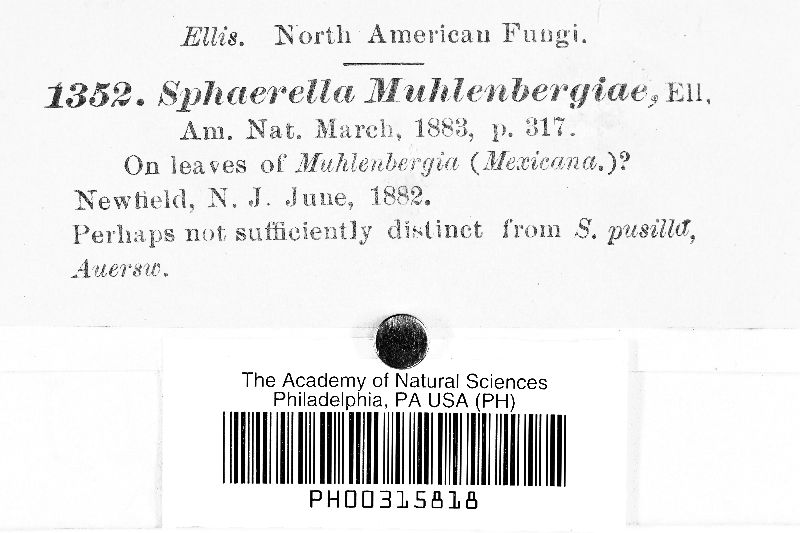 Ellis. North American Fungi.
1352. Sphaerella Muhlenbergiae, Ell.
Am. Nat. March, 1883, p. 317.
On leaves of Muhlenbergia (Mexicana.)?
Newfield, N. J. June, 1882.
Perhaps not sufficiently distinct from S. pusilla,
Auersw.
The Academy of Natural Sciences
Philadelphia, PA USA (PH)
PH00315818